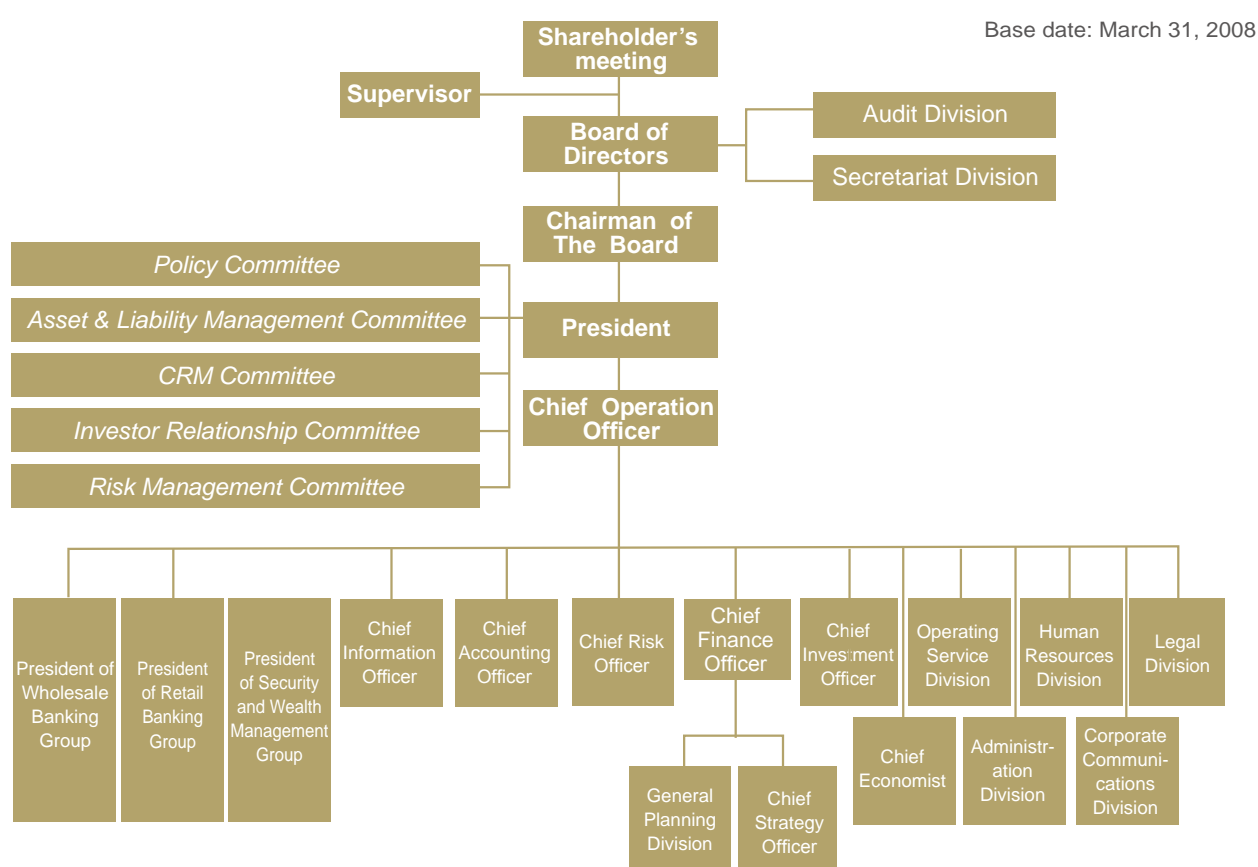 Base date: March 31, 2008
Shareholder's
meeting
Supervisor
Board of
Directors
Audit Division
Secretariat Division
Chairman of
The Board
Policy Committee
Asset & Liability Management Committee
CRM Committee
Investor Relationship Committee
Risk Management Committee
President
Chief Operation
Officer
President of
Wholesale
Banking
Group
President
of Retail
Banking
Group
President
of Security
and Wealth
Management
Group
Chief
Information
Officer
Chief
Accounting
Officer
Chief Risk
Officer
Chief
Finance
Officer
Chief
Investment
Officer
Operating
Service
Division
Human
Resources
Division
Legal
Division
General
Planning
Division
Chief
Strategy
Officer
Chief
Economist
Administr-
ation
Division
Corporate
Communi-
cations
Division